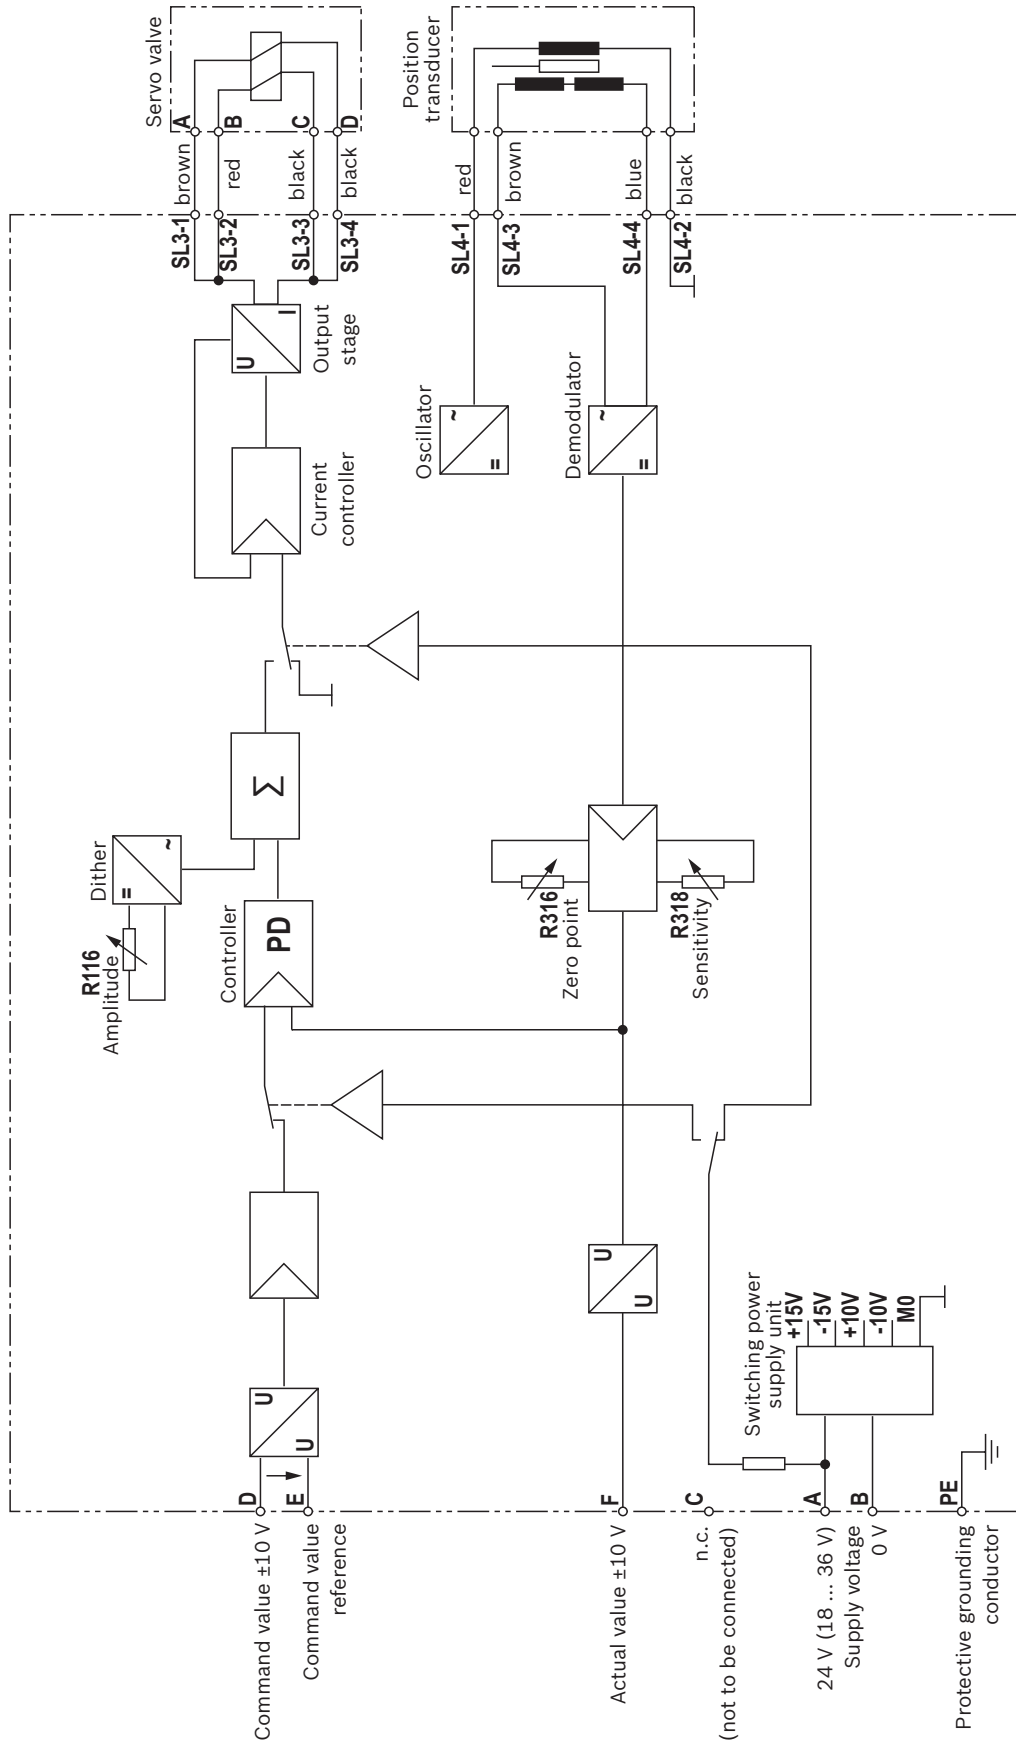 Servo valve
A
B
C
D
brown
red
black
black
SL3-1
SL3-2
SL3-3
SL3-4
Position
transducer
red
brown
blue
black
SL4-1
SL4-3
SL4-4
SL4-2
U
I
Output
stage
Current
controller
Oscillator
~
=
Demodulator
~
=
Σ
Dither
=
~
R116
Amplitude
Controller
PD
R316
Zero point
R318
Sensitivity
U
U
U
U
Switching power
supply unit
+15V
-15V
+10V
-10V
M0
D
E
F
C
A
B
PE
Command value ±10 V
Command value
reference
Actual value ±10 V
n.c.
(not to be connected)
24 V (18 ... 36 V)
Supply voltage
0 V
Protective grounding
conductor